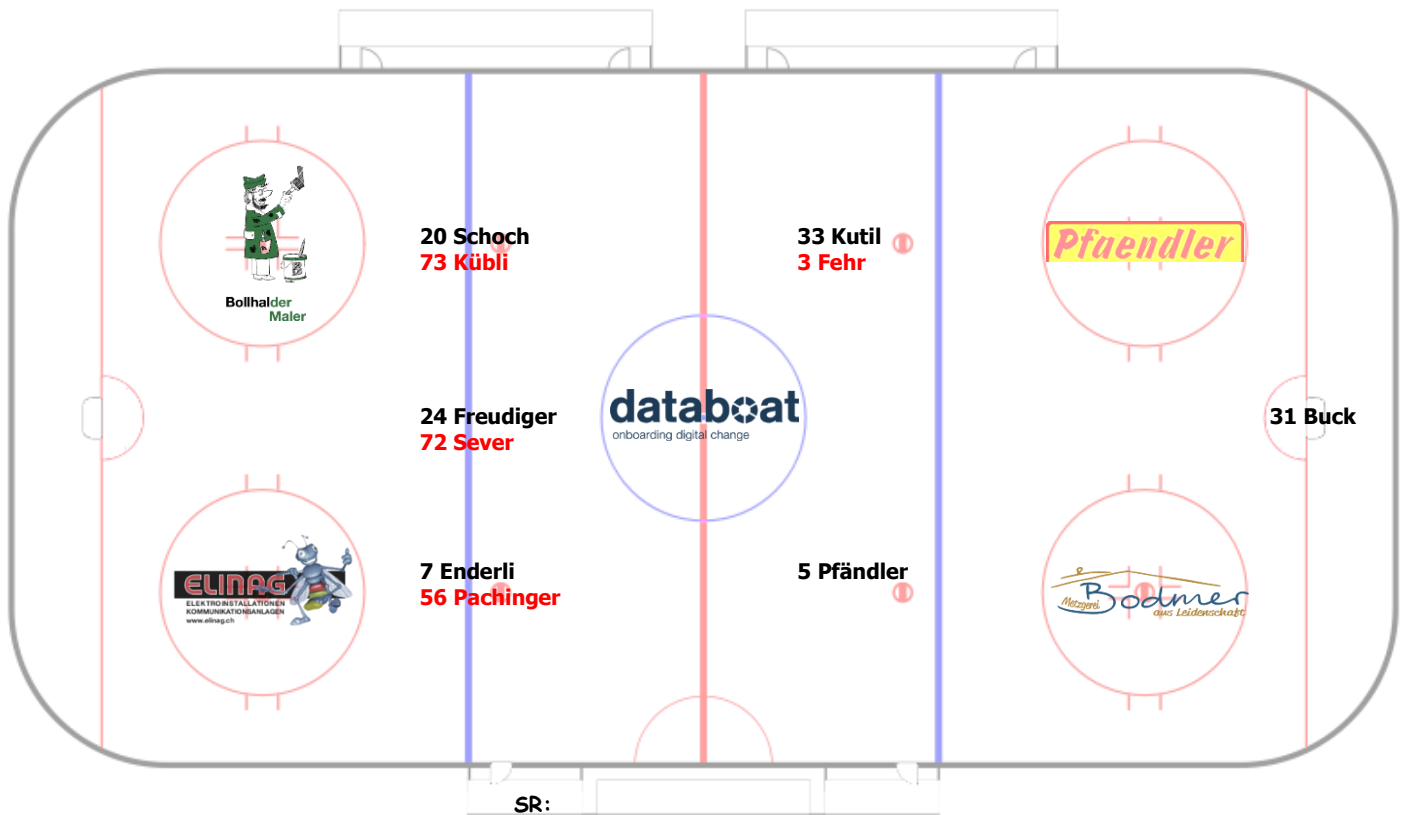 20 Schoch
73 Kübli
33 Kutil
3 Fehr
Pfaendler
Bollhalder
Maler
24 Freudiger
72 Sever
databoat
onboarding digital change
31 Buck
7 Enderli
56 Pachinger
5 Pfändler
ELINAG
ELEKTROINSTALLATIONEN
KOMMUNIKATIONSANLAGEN
www.elinag.ch
Metzgerei Bodmer
aus Leidenschaft
SR: